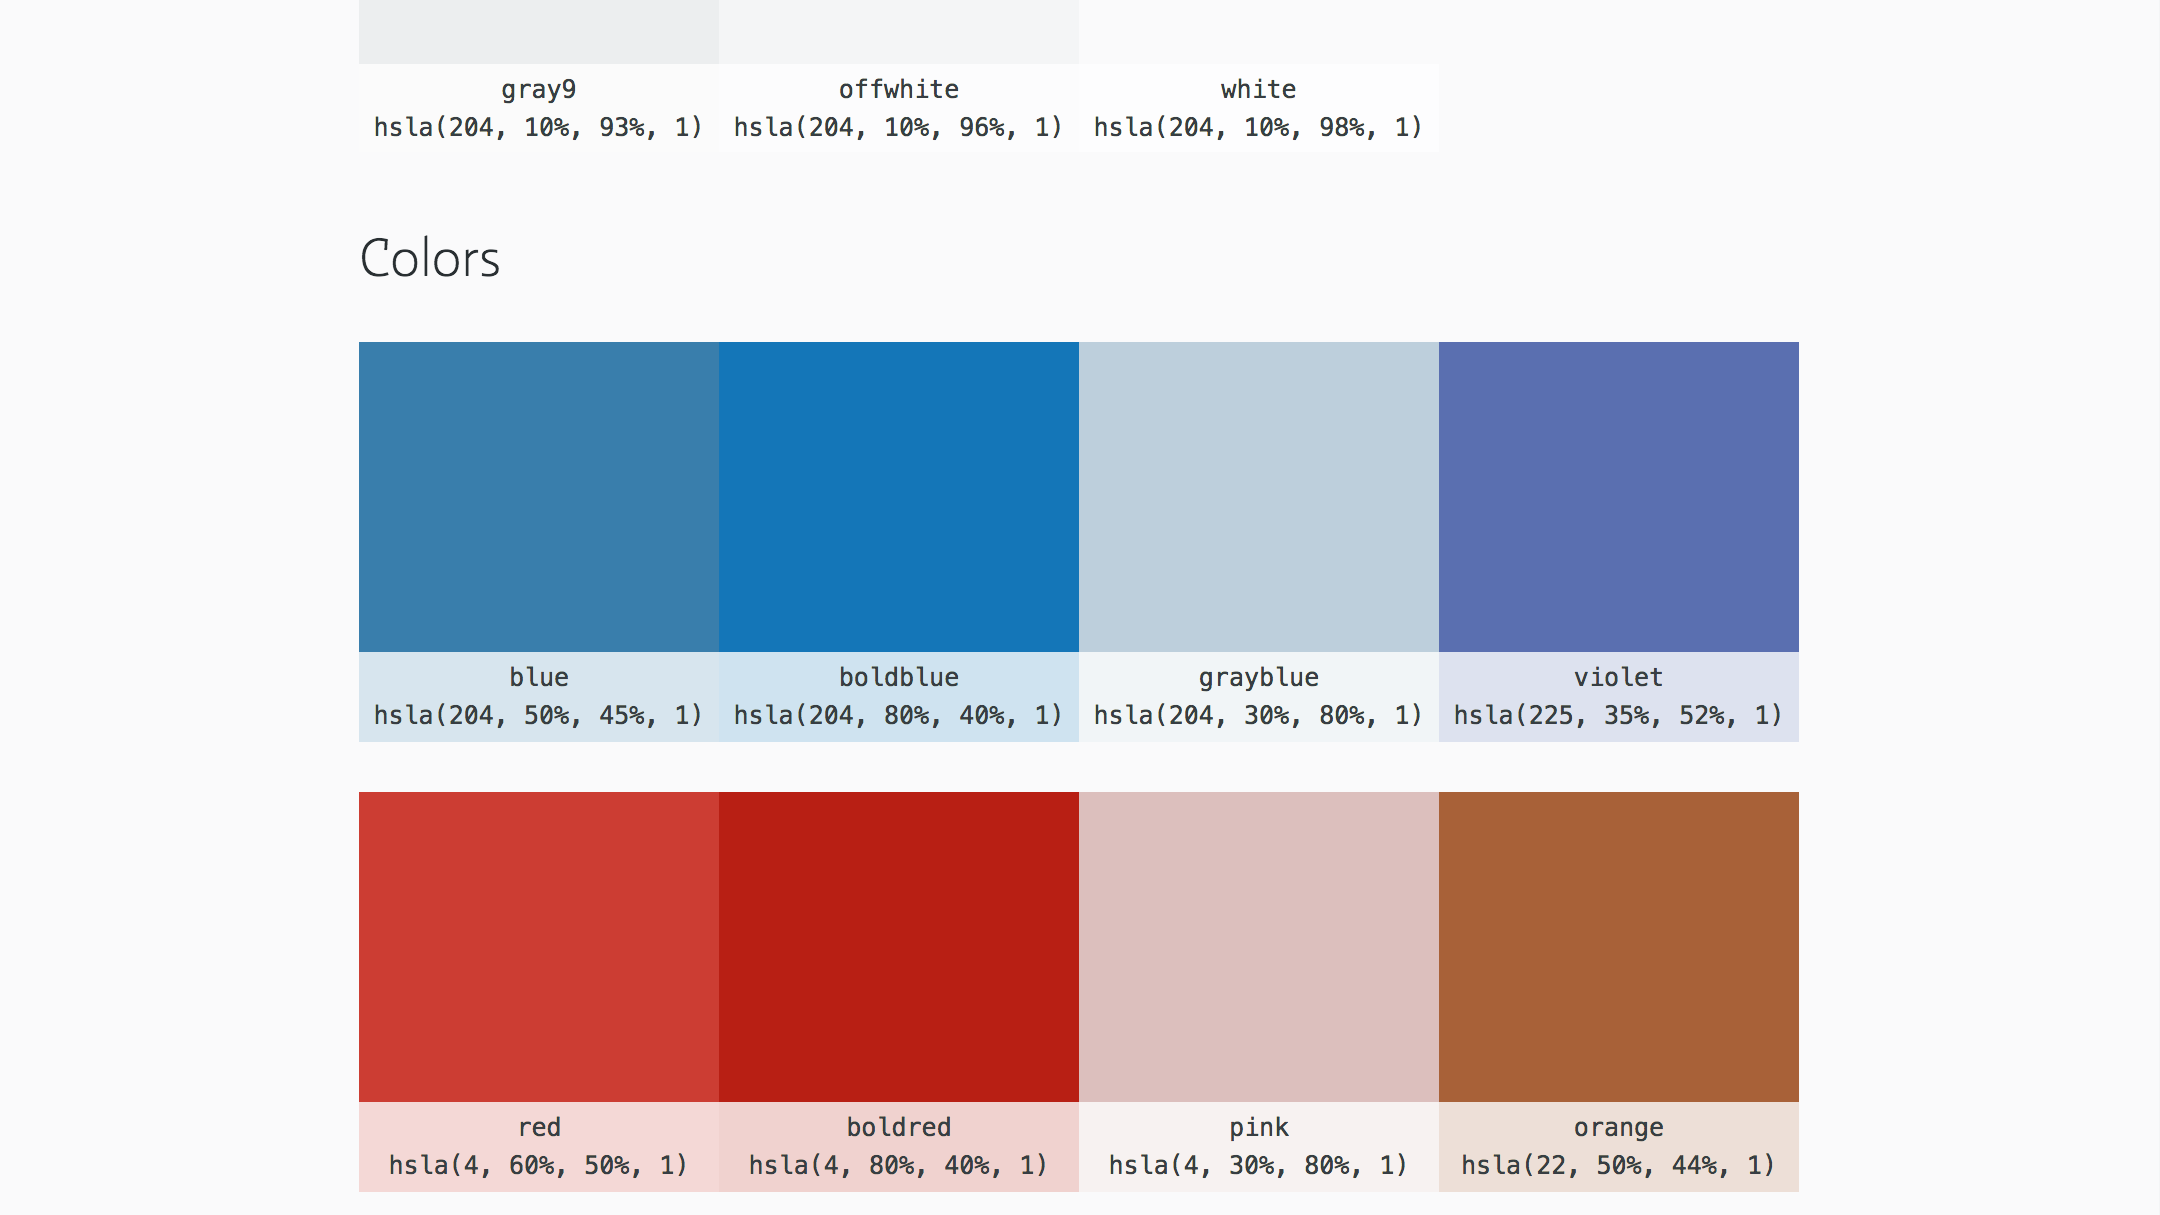 gray9
hsla(204, 10%, 93%, 1)
offwhite
hsla(204, 10%, 96%, 1)
white
hsla(204, 10%, 98%, 1)
Colors
blue
hsla(204, 50%, 45%, 1)
boldblue
hsla(204, 80%, 40%, 1)
grayblue
hsla(204, 30%, 80%, 1)
violet
hsla(225, 35%, 52%, 1)
red
hsla(4, 60%, 50%, 1)
boldred
hsla(4, 80%, 40%, 1)
pink
hsla(4, 30%, 80%, 1)
orange
hsla(22, 50%, 44%, 1)